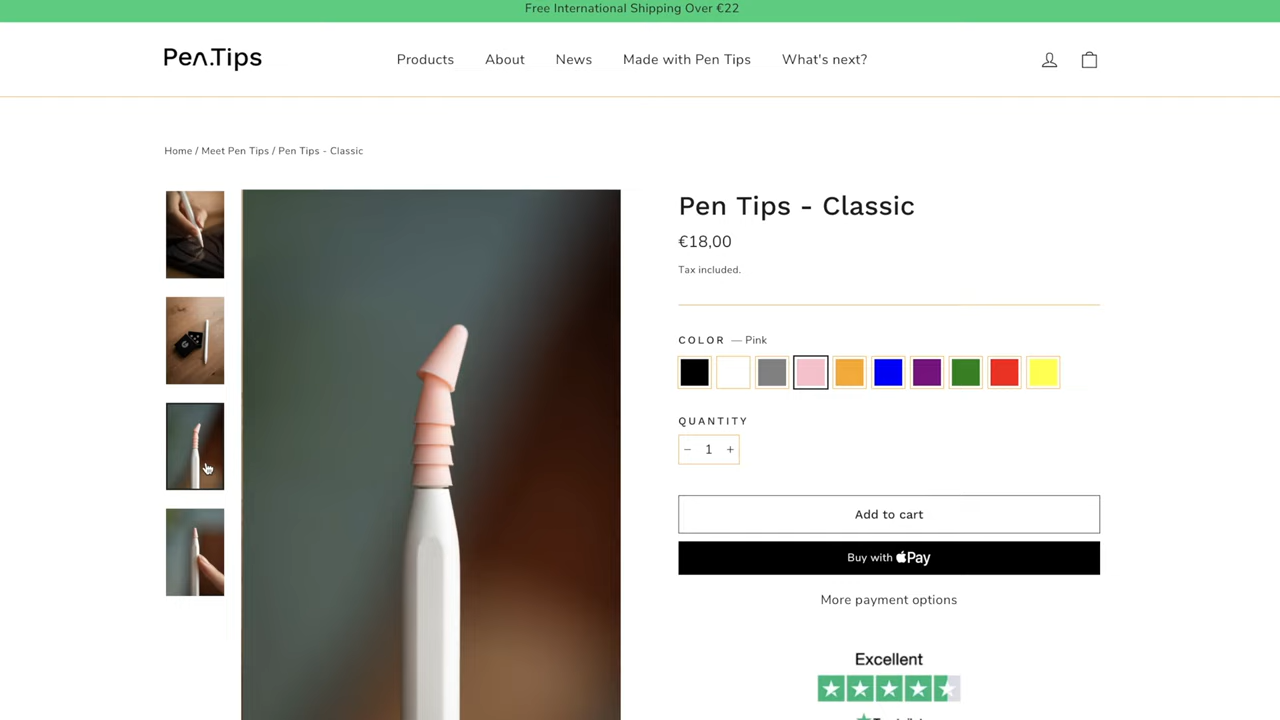 Free International Shipping Over €22
Pen.Tips
Products About News Made with Pen Tips What's next?
Home / Meet Pen Tips / Pen Tips - Classic
Pen Tips - Classic
€18,00
Tax included.
COLOR — Pink
QUANTITY
− 1 +
Add to cart
Buy with Pay
More payment options
Excellent